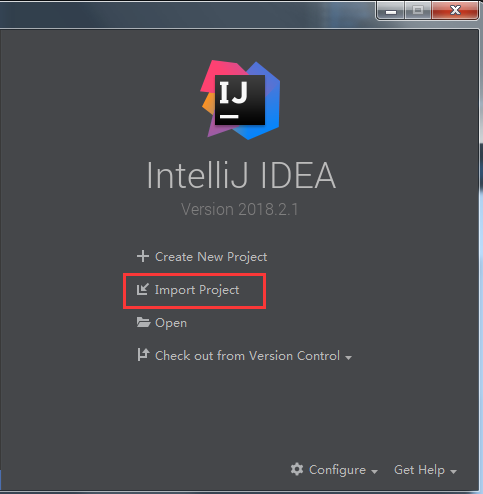 IJ
IntelliJ IDEA
Version 2018.2.1
Create New Project
Import Project
Open
Check out from Version Control
Configure Get Help